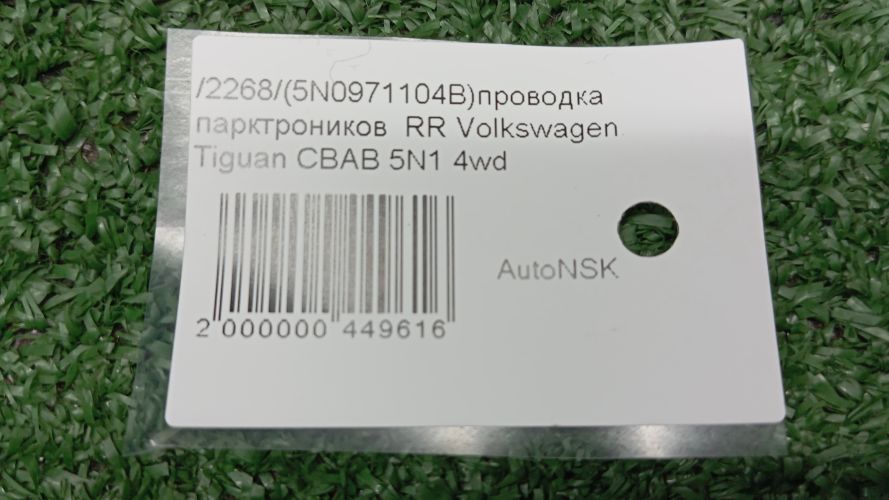 /2268/(5N0971104B)проводка
парктроников RR Volkswagen
Tiguan CBAB 5N1 4wd
AutoNSK
2 000000 449616